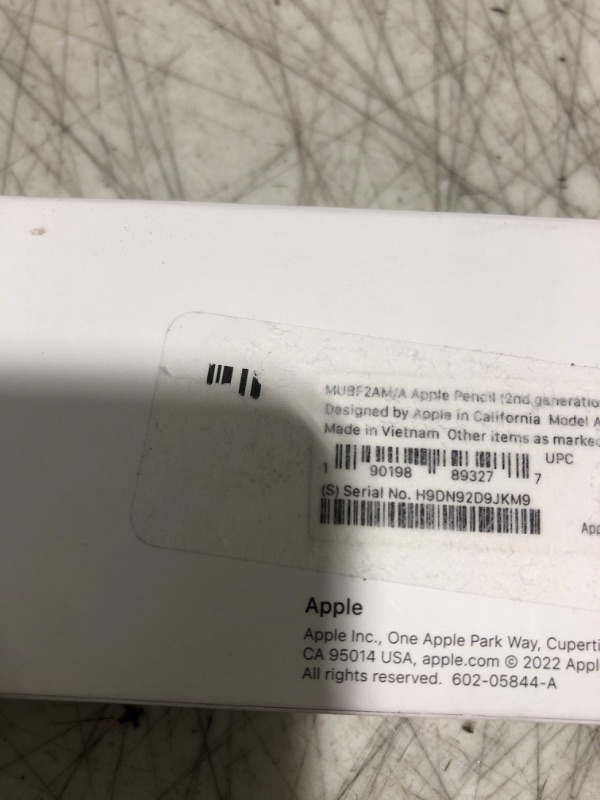 MU8F2AM/A Apple Pencil (2nd generatio
Designed by Apple in California Model A
Made in Vietnam Other items as marke
UPC
1 90198 89327 7
(S) Serial No. H9DN92D9JKM9
App
Apple
Apple Inc., One Apple Park Way, Cuperti
CA 95014 USA, apple.com © 2022 Appl
All rights reserved. 602-05844-A